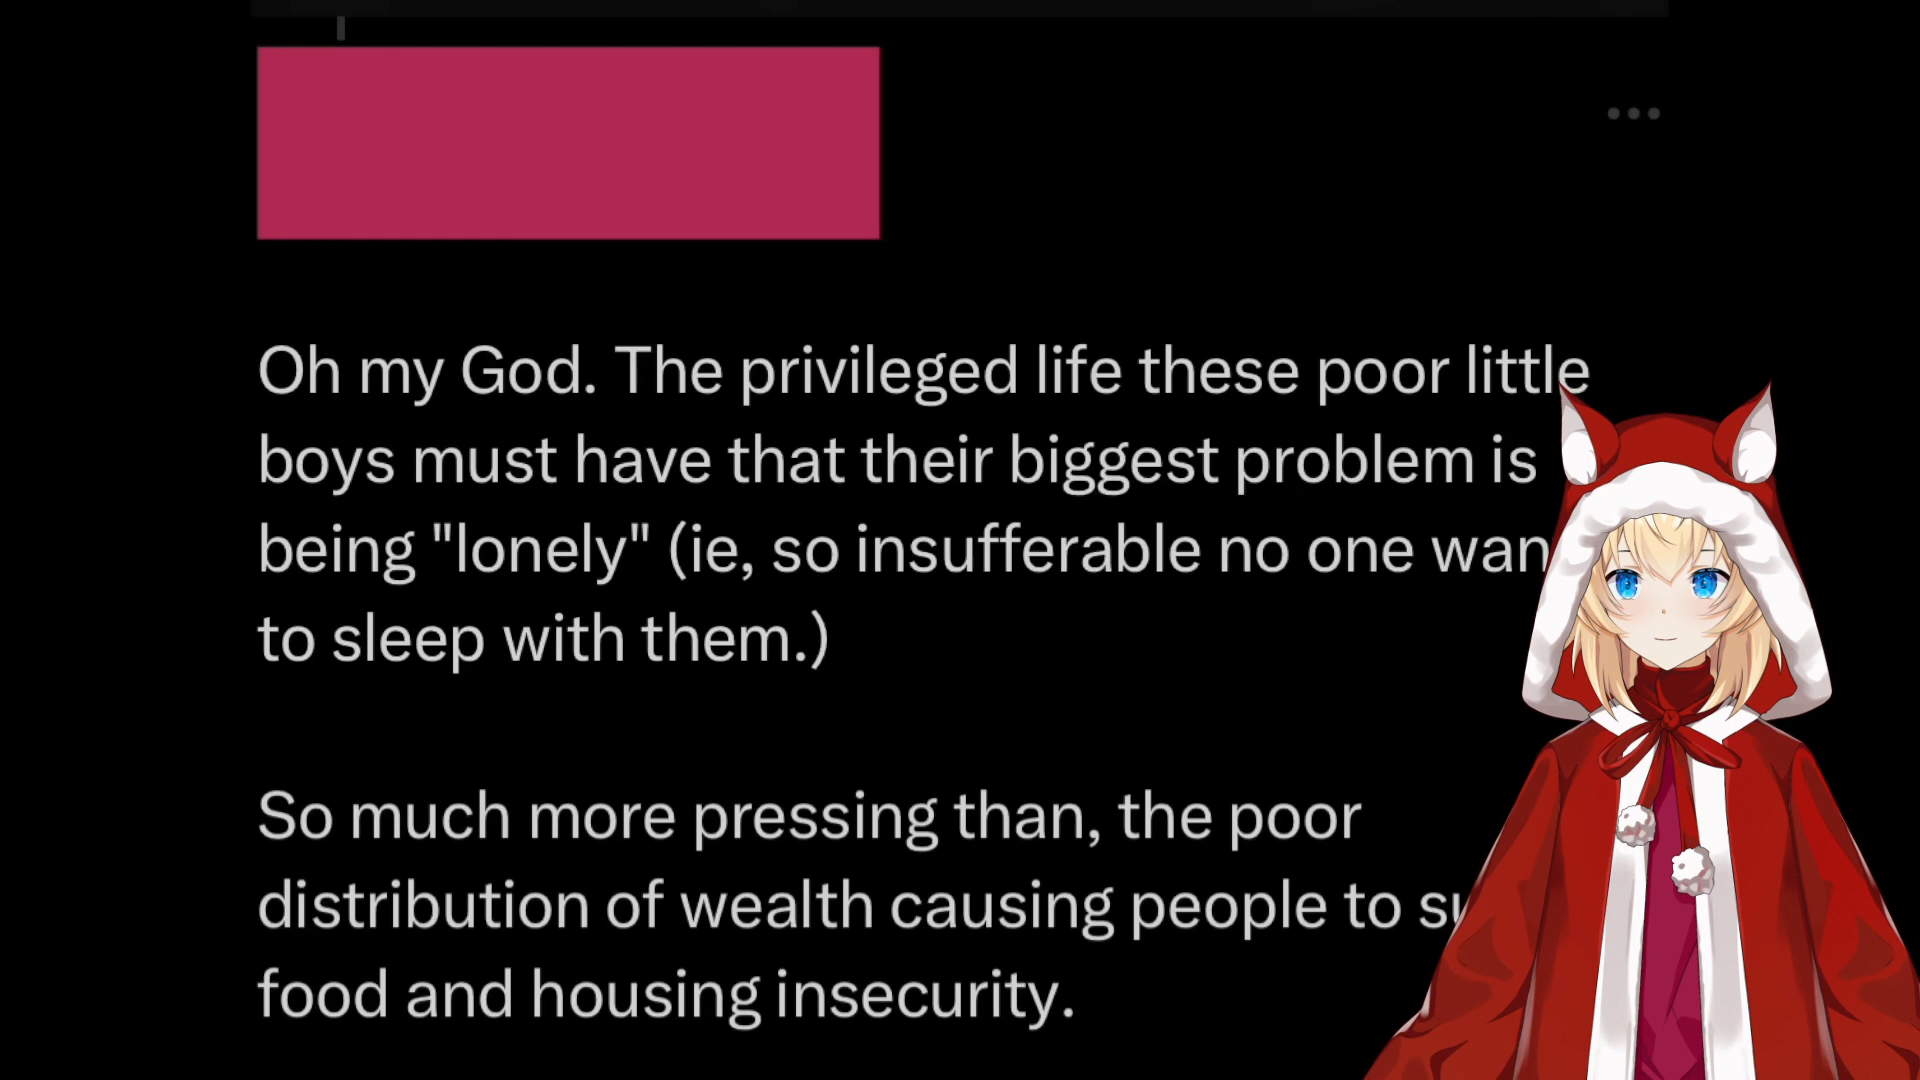 Oh my God. The privileged life these poor little
boys must have that their biggest problem is
being "lonely" (ie, so insufferable no one
to sleep with them.)
So much more pressing than, the poor
distribution of wealth causing people to
food and housing insecurity.